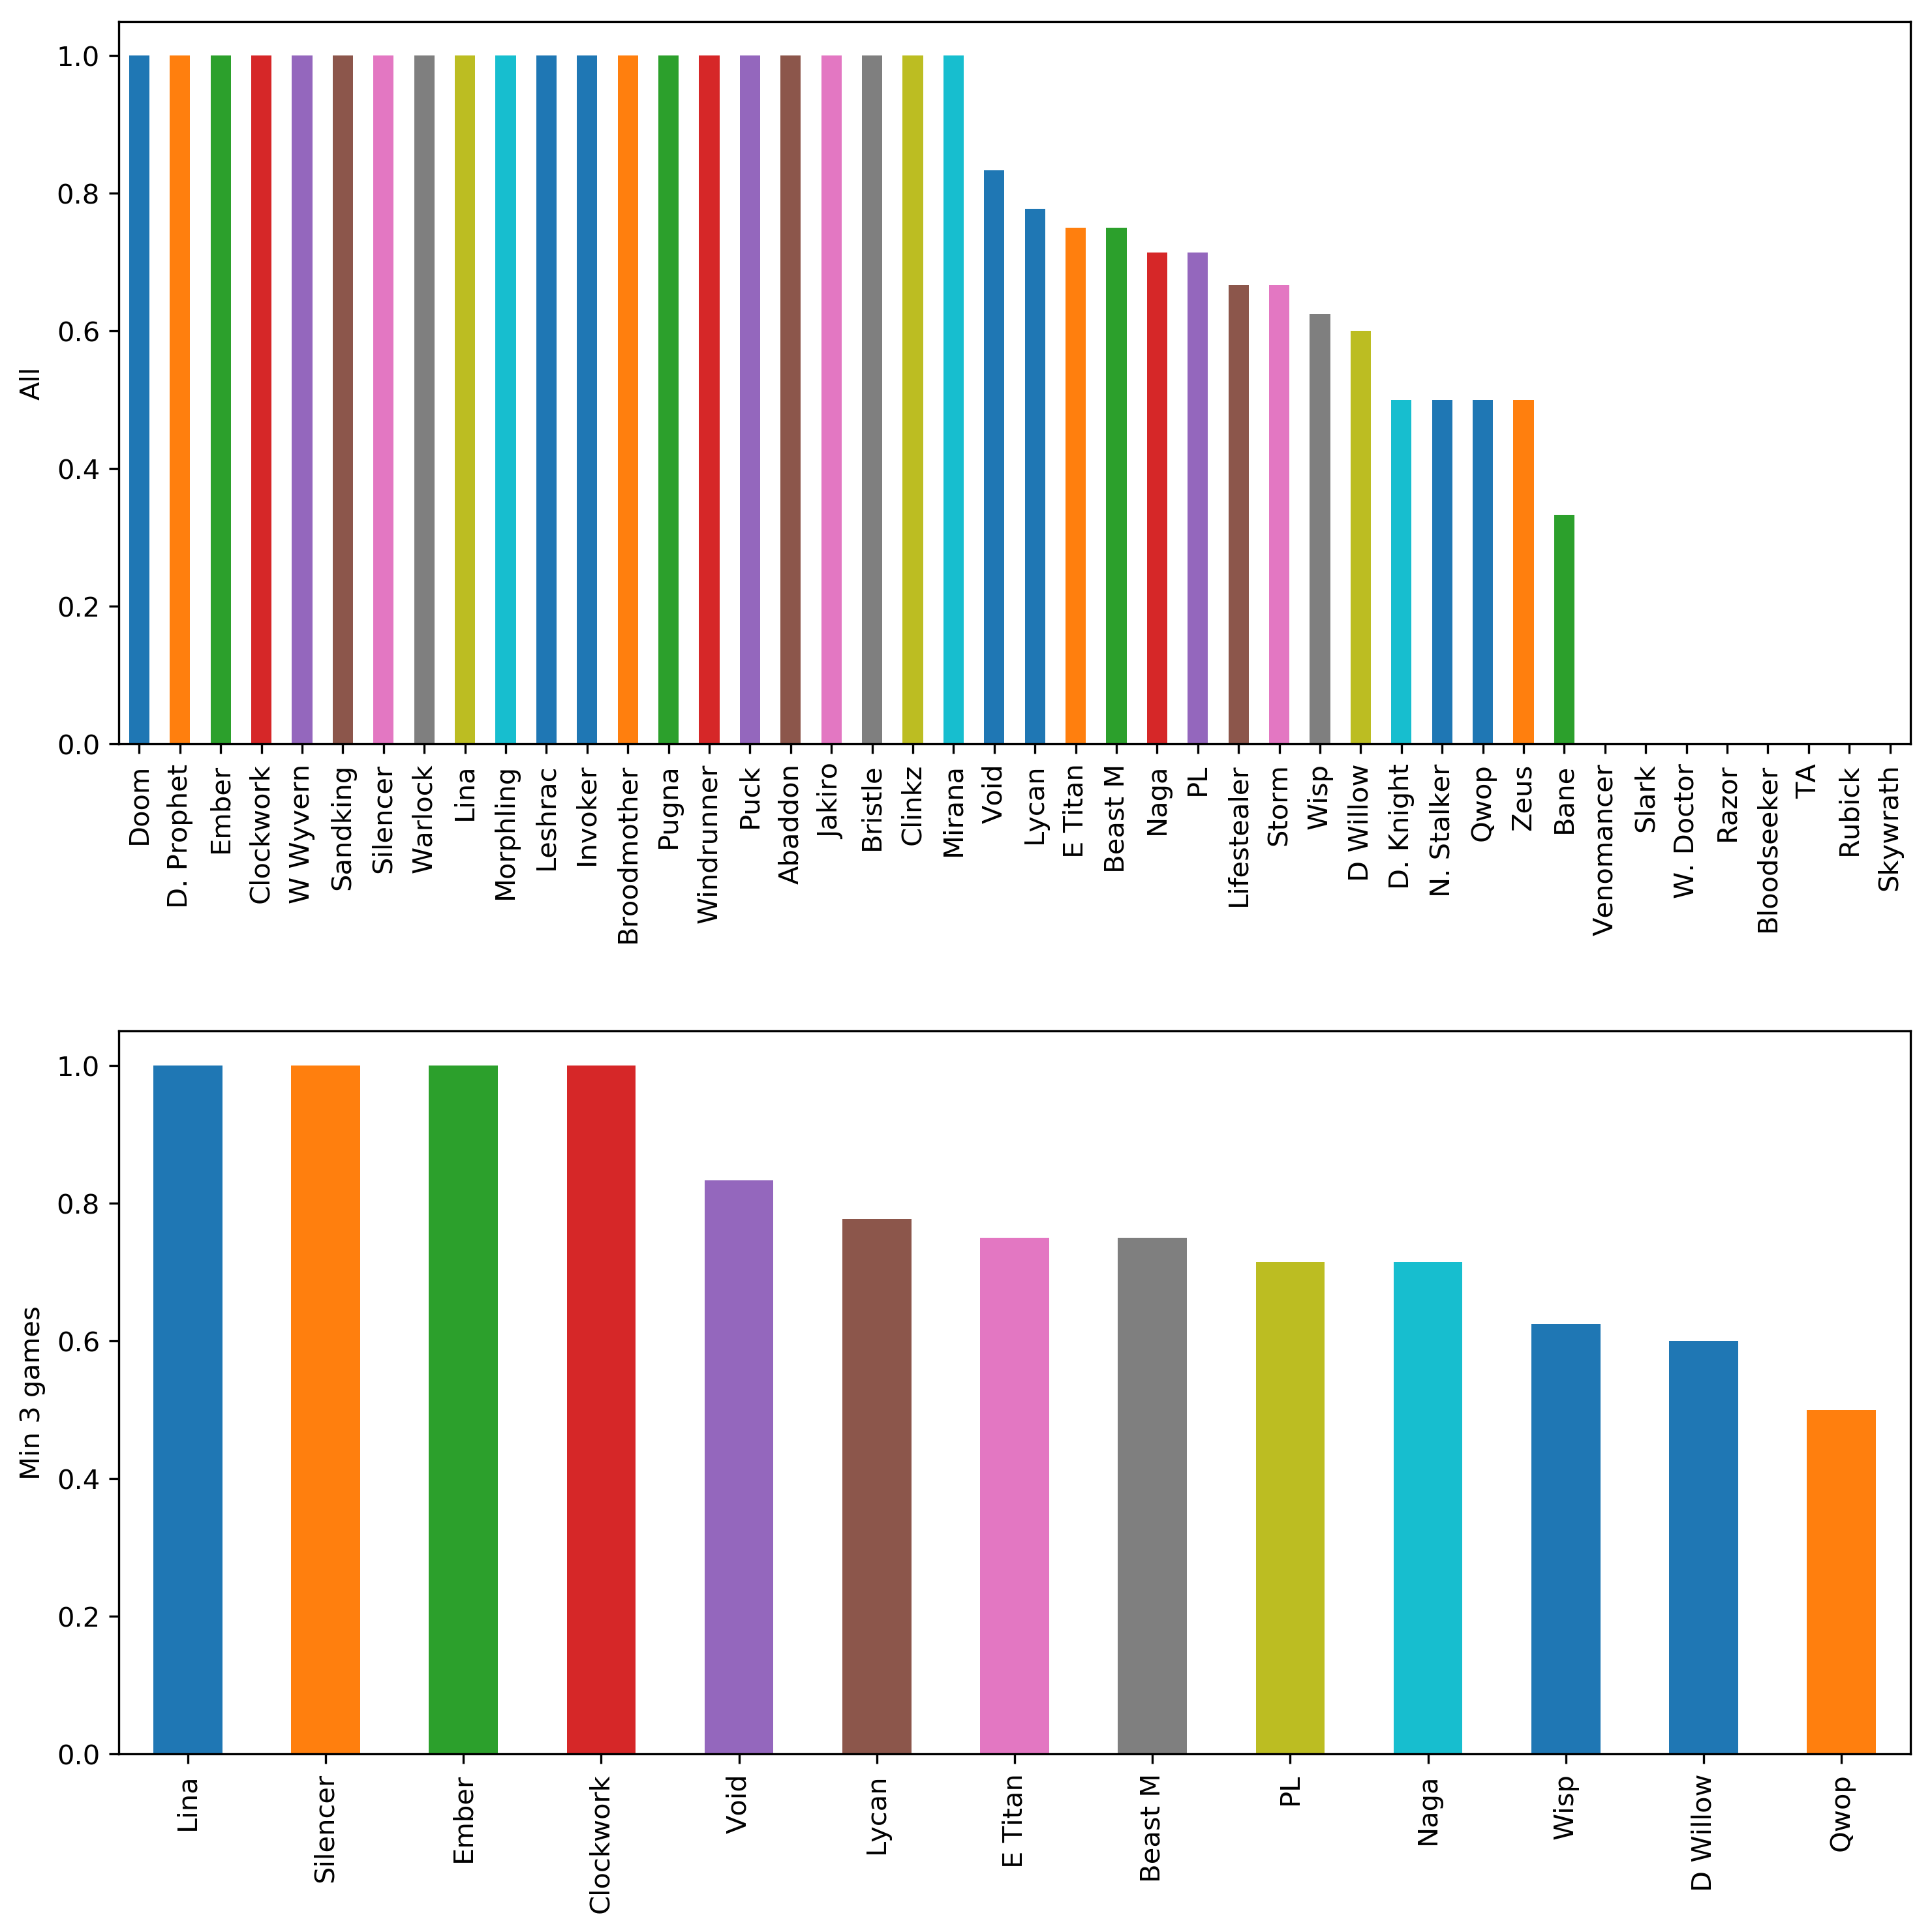 1.0
0.8
0.6
0.4
0.2
0.0
All
Doom
D. Prophet
Ember
Clockwork
W Wyvern
Sandking
Silencer
Warlock
Lina
Morphling
Leshrac
Invoker
Broodmother
Pugna
Windrunner
Puck
Abaddon
Jakiro
Bristle
Clinkz
Mirana
Void
Lycan
E Titan
Beast M
Naga
PL
Lifestealer
Storm
Wisp
D Willow
D. Knight
N. Stalker
Qwop
Zeus
Bane
Venomancer
Slark
W. Doctor
Razor
Bloodseeker
TA
Rubick
Skywrath
1.0
0.8
0.6
0.4
0.2
0.0
Min 3 games
Lina
Silencer
Ember
Clockwork
Void
Lycan
E Titan
Beast M
PL
Naga
Wisp
D Willow
Qwop